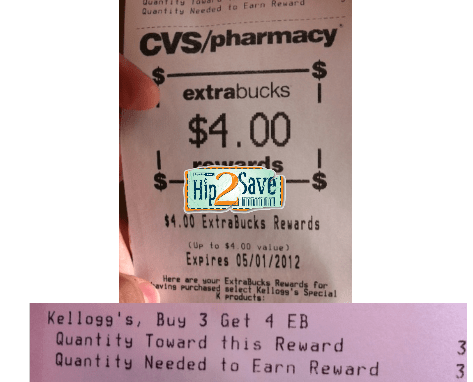 Quantity Toward
Quantity Needed to Earn Reward
CVS/pharmacy
$ $
extrabucks
$4.00
rewards
$ $
Hip2Save
$4.00 ExtraBucks Rewards
(Up to $4.00 value)
Expires 05/01/2012
Here are your ExtraBucks Rewards for
having purchased select Kellogg's Special
K products:
Kellogg's, Buy 3 Get 4 EB
Quantity Toward this Reward 3
Quantity Needed to Earn Reward 3